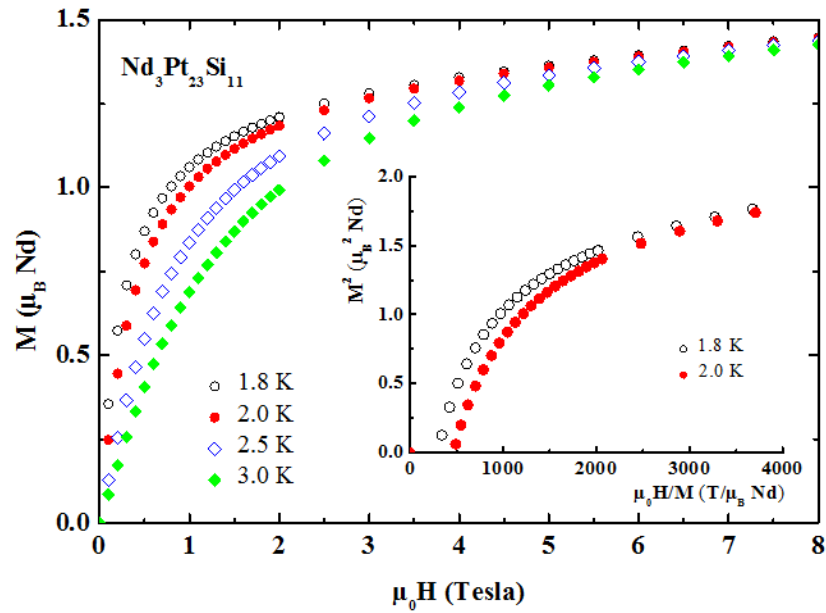 1.5
1.0
0.5
0.0
M (μB Nd)
Nd3Pt23Si11
1.8 K
2.0 K
2.5 K
3.0 K
2.0
1.5
1.0
0.5
0.0
M2 (μB2 Nd)
1.8 K
2.0 K
0 1000 2000 3000 4000
μ0H/M (T/μB Nd)
0 1 2 3 4 5 6 7 8
μ0H (Tesla)